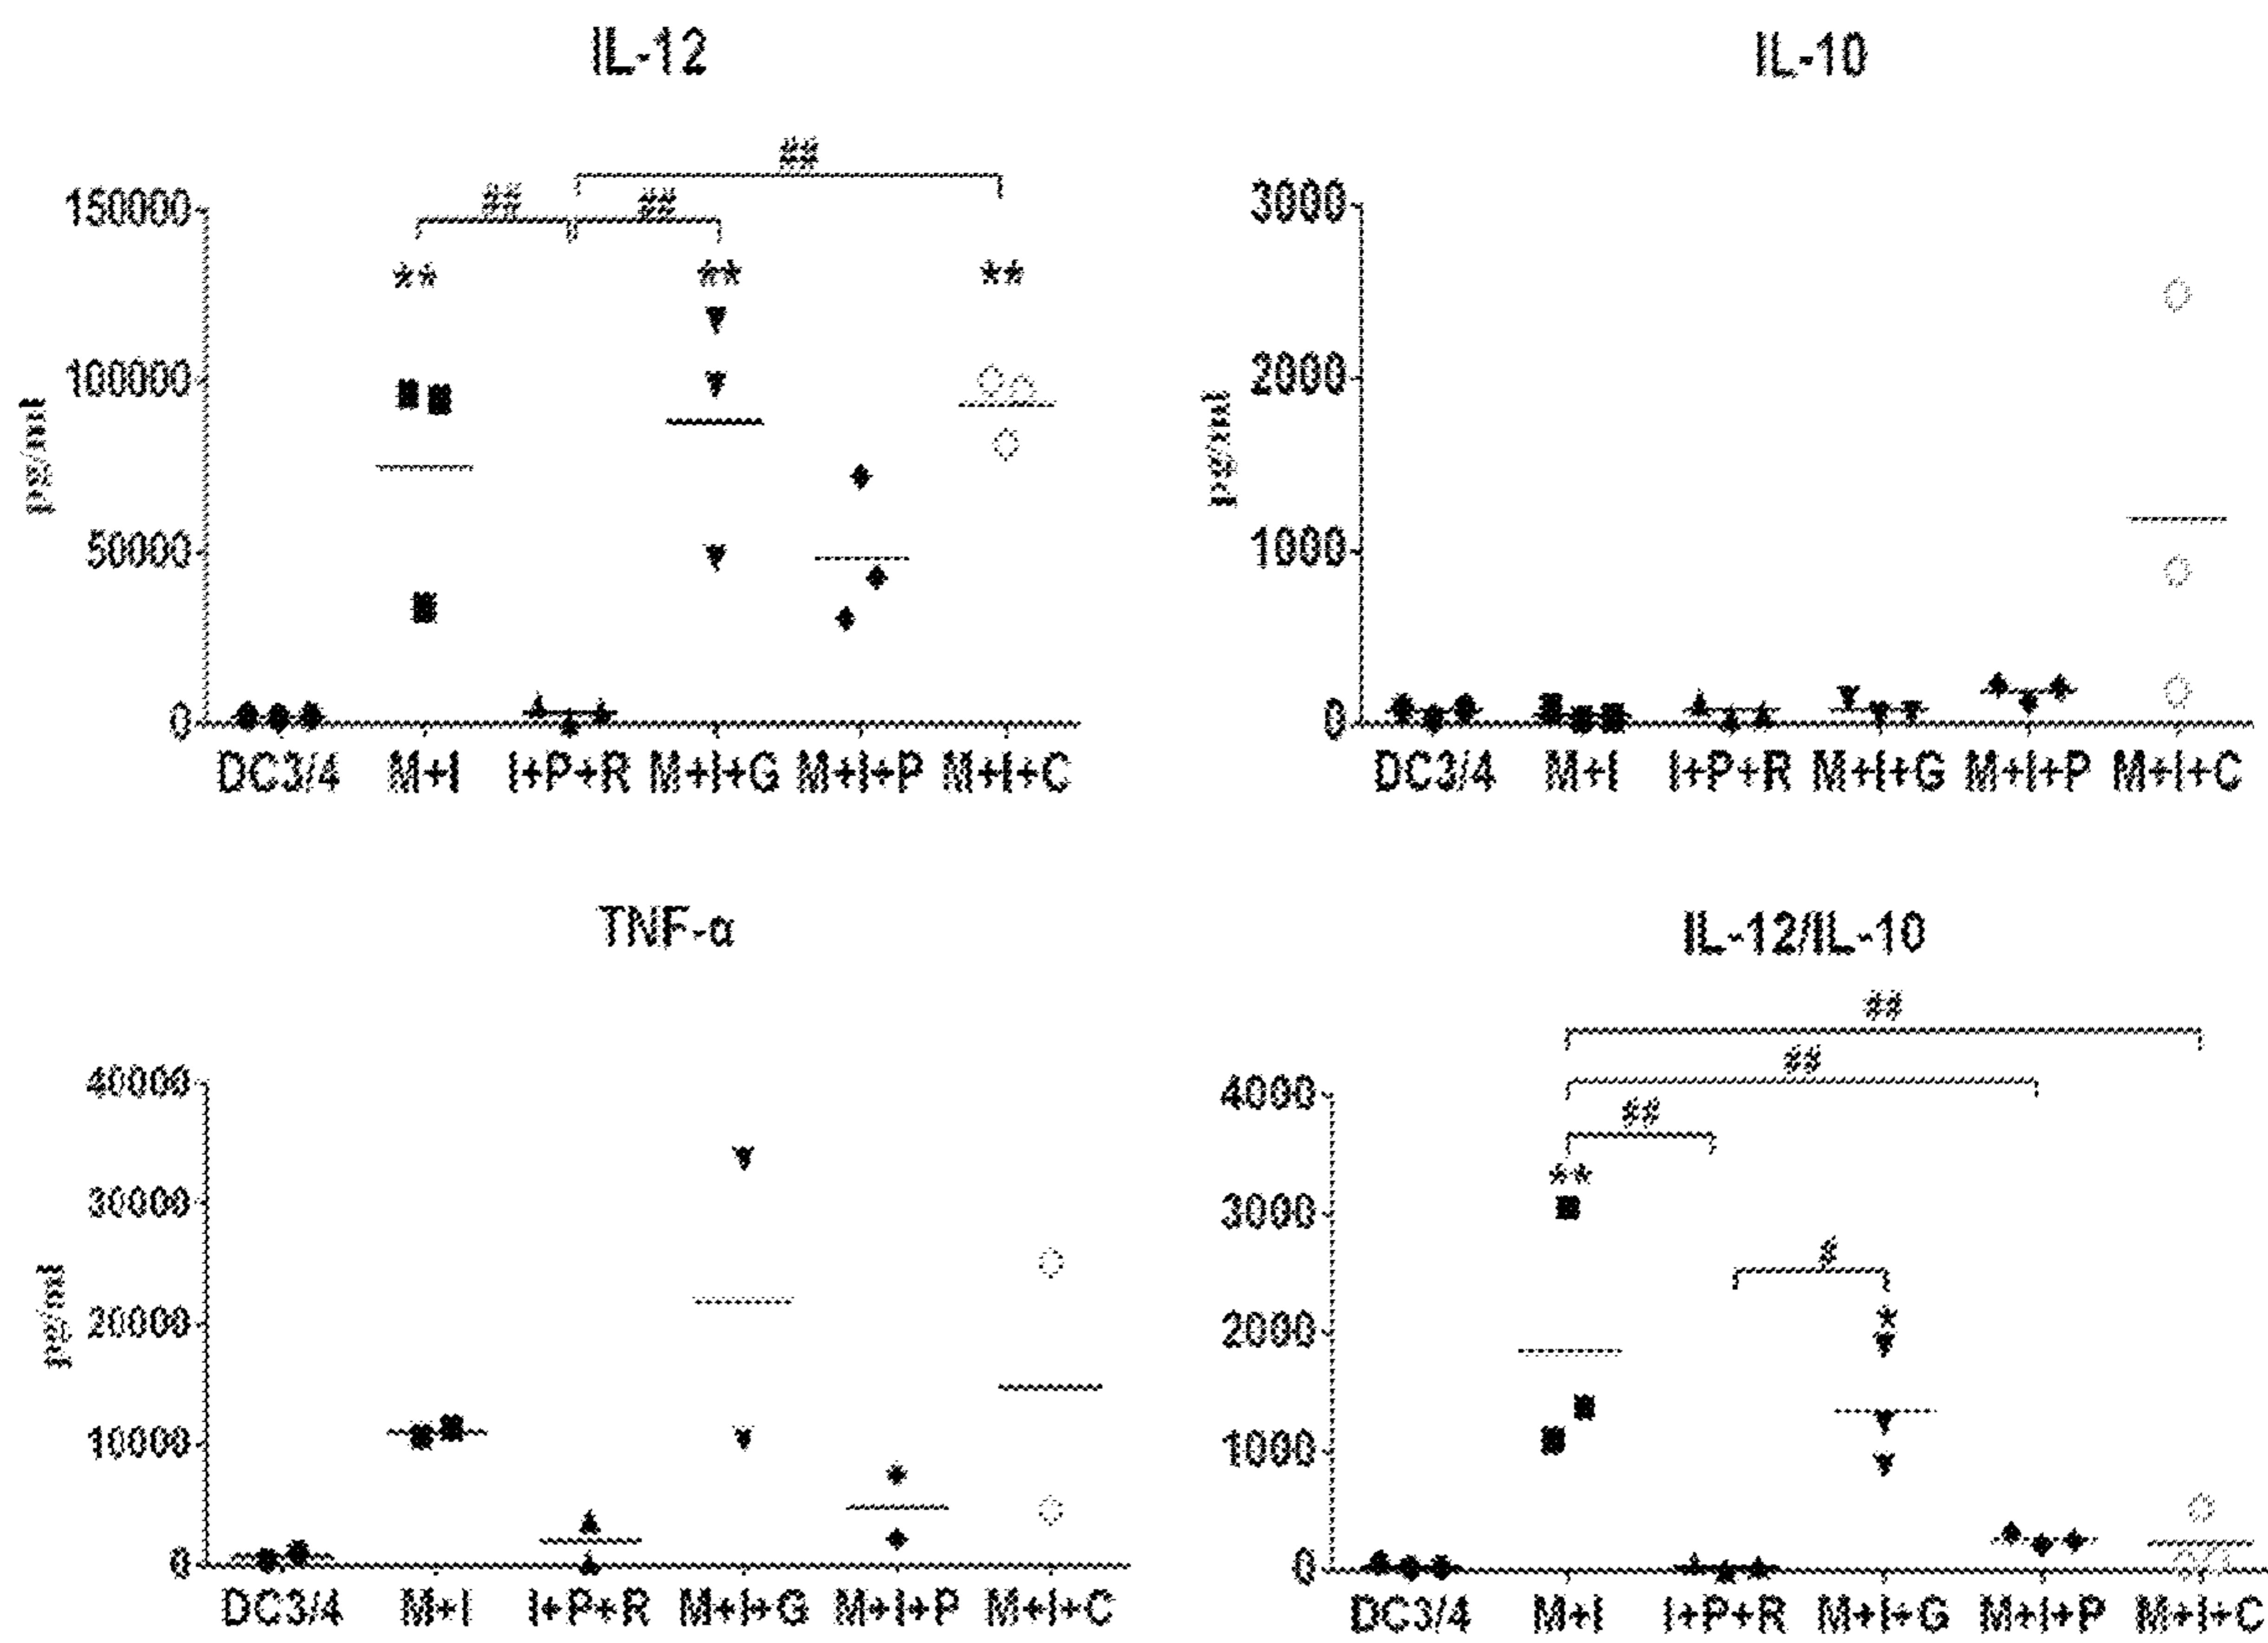 IL-12
##
## ##
150000
** ** **
100000
pg/ml
50000
0
DC3/4 M+I I+P+R M+I+G M+I+P M+I+C
IL-10
3000
2000
pg/ml
1000
0
DC3/4 M+I I+P+R M+I+G M+I+P M+I+C
TNF-α
40000
30000
pg/ml
20000
10000
0
DC3/4 M+I I+P+R M+I+G M+I+P M+I+C
IL-12/IL-10
##
##
4000
##
**
3000
#
*
2000
1000
0
DC3/4 M+I I+P+R M+I+G M+I+P M+I+C